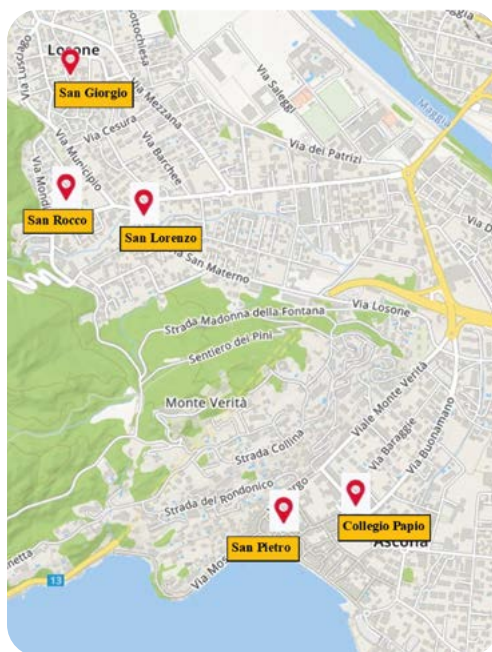 Losone
San Giorgio
Via Mezzana
Via Saleggi
Maggia
Via Cesura
Via dei Patrizi
Via Municipio
Via Barchee
San Rocco
San Lorenzo
Via San Materno
Via Losone
Strada Madonna della Fontana
Sentiero dei Pini
Monte Verità
Viale Monte Verità
Strada Collina
Via Baraggie
Via Buonamano
Strada del Rondonico
Collegio Papio
San Pietro
Ascona
13